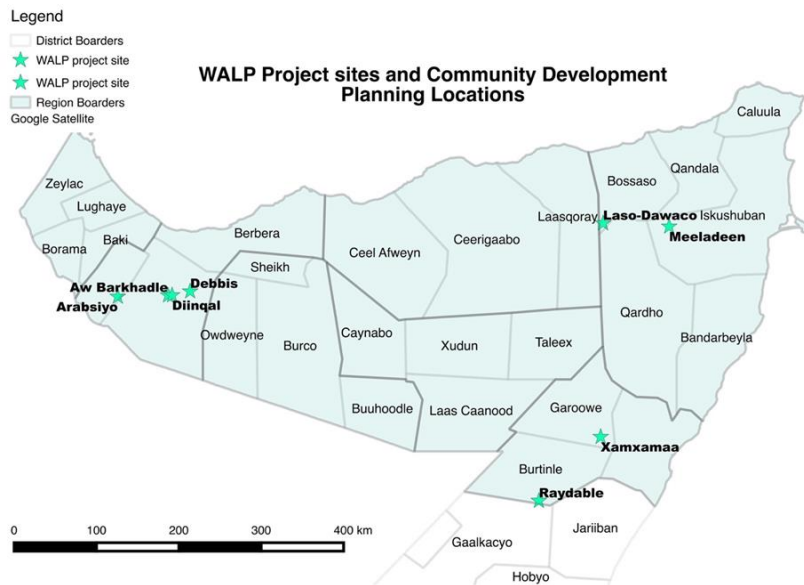 Legend
District Boarders
WALP project site
WALP project site
Region Boarders
Google Satellite
WALP Project sites and Community Development
Planning Locations
Caluula
Qandala
Bossaso
Zeylac
Lughaye
Laasqoray
Laso-Dawaco
Iskushuban
Meeladeen
Borama
Baki
Berbera
Ceel Afweyn
Ceerigaabo
Sheikh
Aw Barkhadle
Debbis
Arabsiyo
Diinqal
Owdweyne
Burco
Caynabo
Xudun
Taleex
Qardho
Bandarbeyla
Buuhoodle
Laas Caanood
Garoowe
Xamxamaa
Burtinle
Raydable
Gaalkacyo
Jariiban
Hobyo
0 100 200 300 400 km